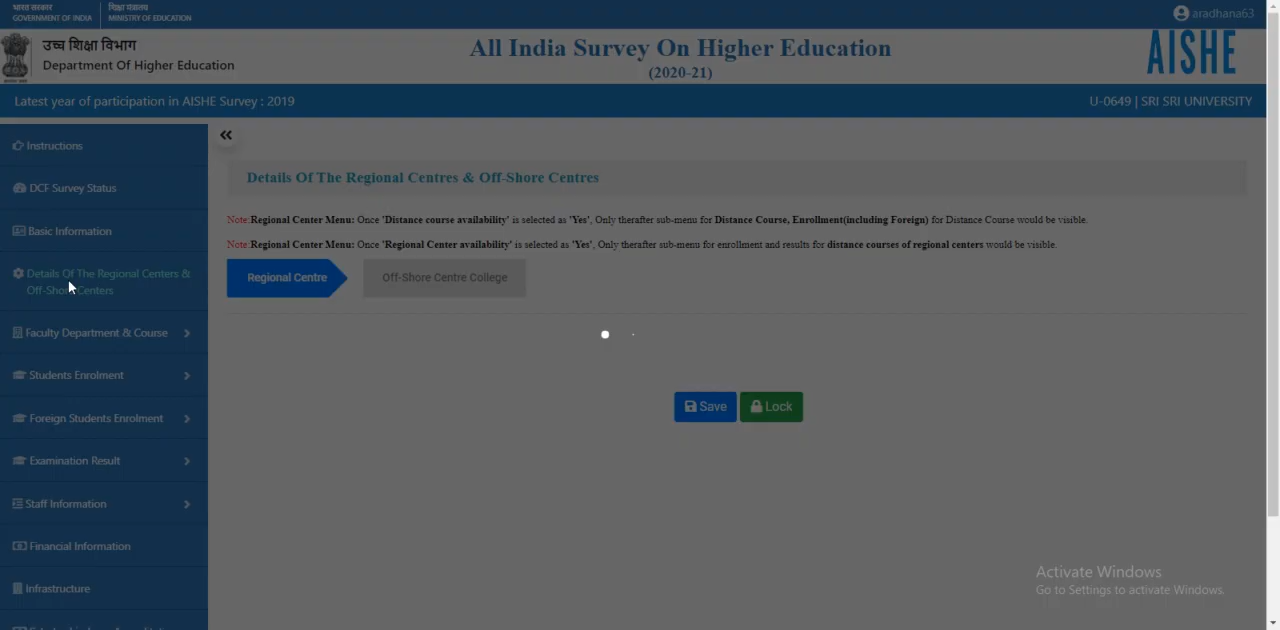 भारत सरकार
GOVERNMENT OF INDIA
शिक्षा मंत्रालय
MINISTRY OF EDUCATION
aradhana63
उच्च शिक्षा विभाग
Department Of Higher Education
All India Survey On Higher Education
(2020-21)
AISHE
Latest year of participation in AISHE Survey : 2019
U-0649 | SRI SRI UNIVERSITY
Instructions
DCF Survey Status
Basic Information
Details Of The Regional Centers &
Off-Shore Centers
Faculty Department & Course
Students Enrolment
Foreign Students Enrolment
Examination Result
Staff Information
Financial Information
Infrastructure
Details Of The Regional Centres & Off-Shore Centres
Note:Regional Center Menu: Once 'Distance course availability' is selected as 'Yes', Only therafter sub-menu for Distance Course, Enrollment(including Foreign) for Distance Course would be visible.
Note:Regional Center Menu: Once 'Regional Center availability' is selected as 'Yes', Only therafter sub-menu for enrollment and results for distance courses of regional centers would be visible.
Regional Centre
Off-Shore Centre College
Save
Lock
Activate Windows
Go to Settings to activate Windows.